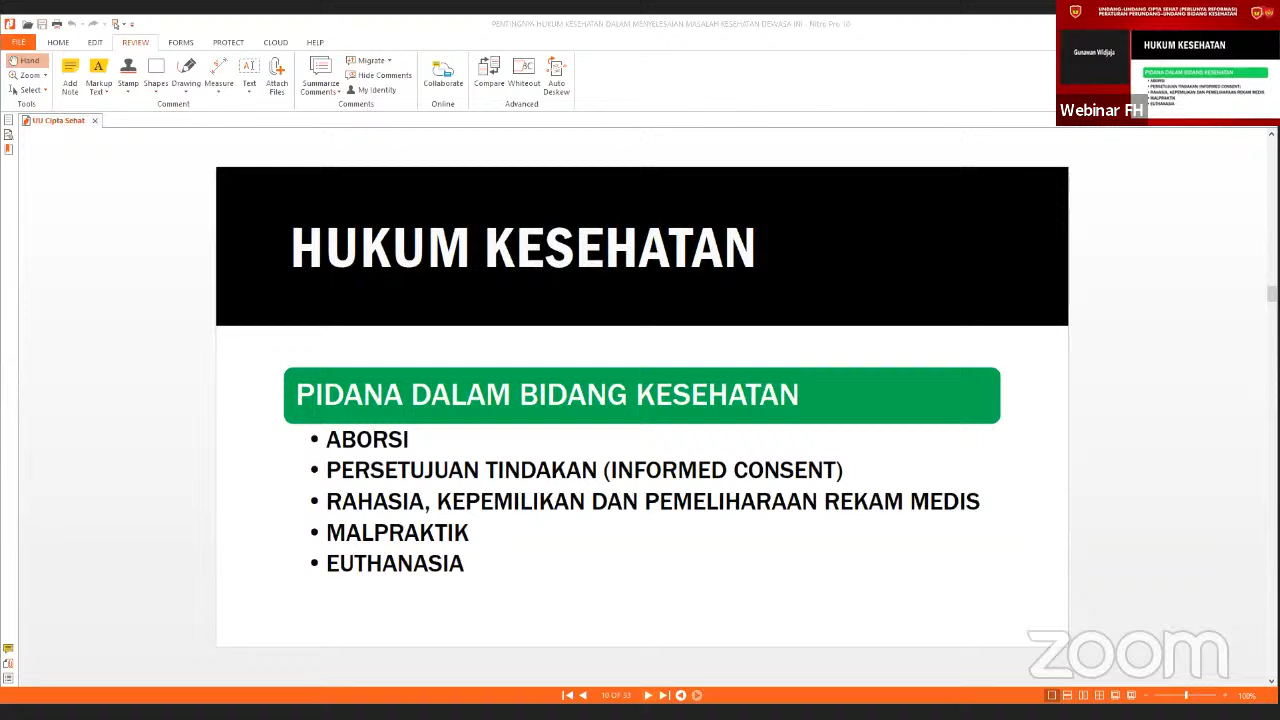 PENTINGNYA HUKUM KESEHATAN DALAM MENYELESAIAN MASALAH KESEHATAN DEWASA INI - Nitro Pro 10
FILE HOME EDIT REVIEW FORMS PROTECT CLOUD HELP
Hand
Zoom
Select
Tools
Add Note
Markup Text
Stamp
Shapes
Drawing
Measure
Text
Attach Files
Comment
Summarize Comments
Migrate
Hide Comments
My Identity
Comments
Collaborate
Online
Compare
Whiteout
Auto Deskew
Advanced
UU Cipta Sehat
UNDANG-UNDANG CIPTA SEHAT (PERLUNYA REFORMASI)
PERATURAN PERUNDANG-UNDANG BIDANG KESEHATAN
Gunawan Widjaja
HUKUM KESEHATAN
PIDANA DALAM BIDANG KESEHATAN
ABORSI
PERSETUJUAN TINDAKAN (INFORMED CONSENT)
RAHASIA, KEPEMILIKAN DAN PEMELIHARAAN REKAM MEDIS
MALPRAKTIK
EUTHANASIA
Webinar FH
HUKUM KESEHATAN
PIDANA DALAM BIDANG KESEHATAN
• ABORSI
• PERSETUJUAN TINDAKAN (INFORMED CONSENT)
• RAHASIA, KEPEMILIKAN DAN PEMELIHARAAN REKAM MEDIS
• MALPRAKTIK
• EUTHANASIA
zoom
10 OF 33
100%